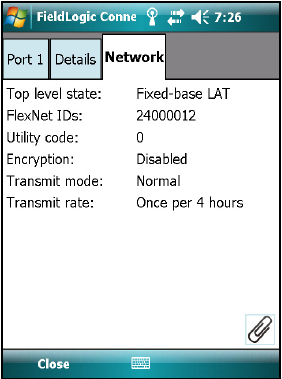 FieldLogic Conne 7:26
Port 1 Details Network
Top level state: Fixed-base LAT
FlexNet IDs: 24000012
Utility code: 0
Encryption: Disabled
Transmit mode: Normal
Transmit rate: Once per 4 hours
Close